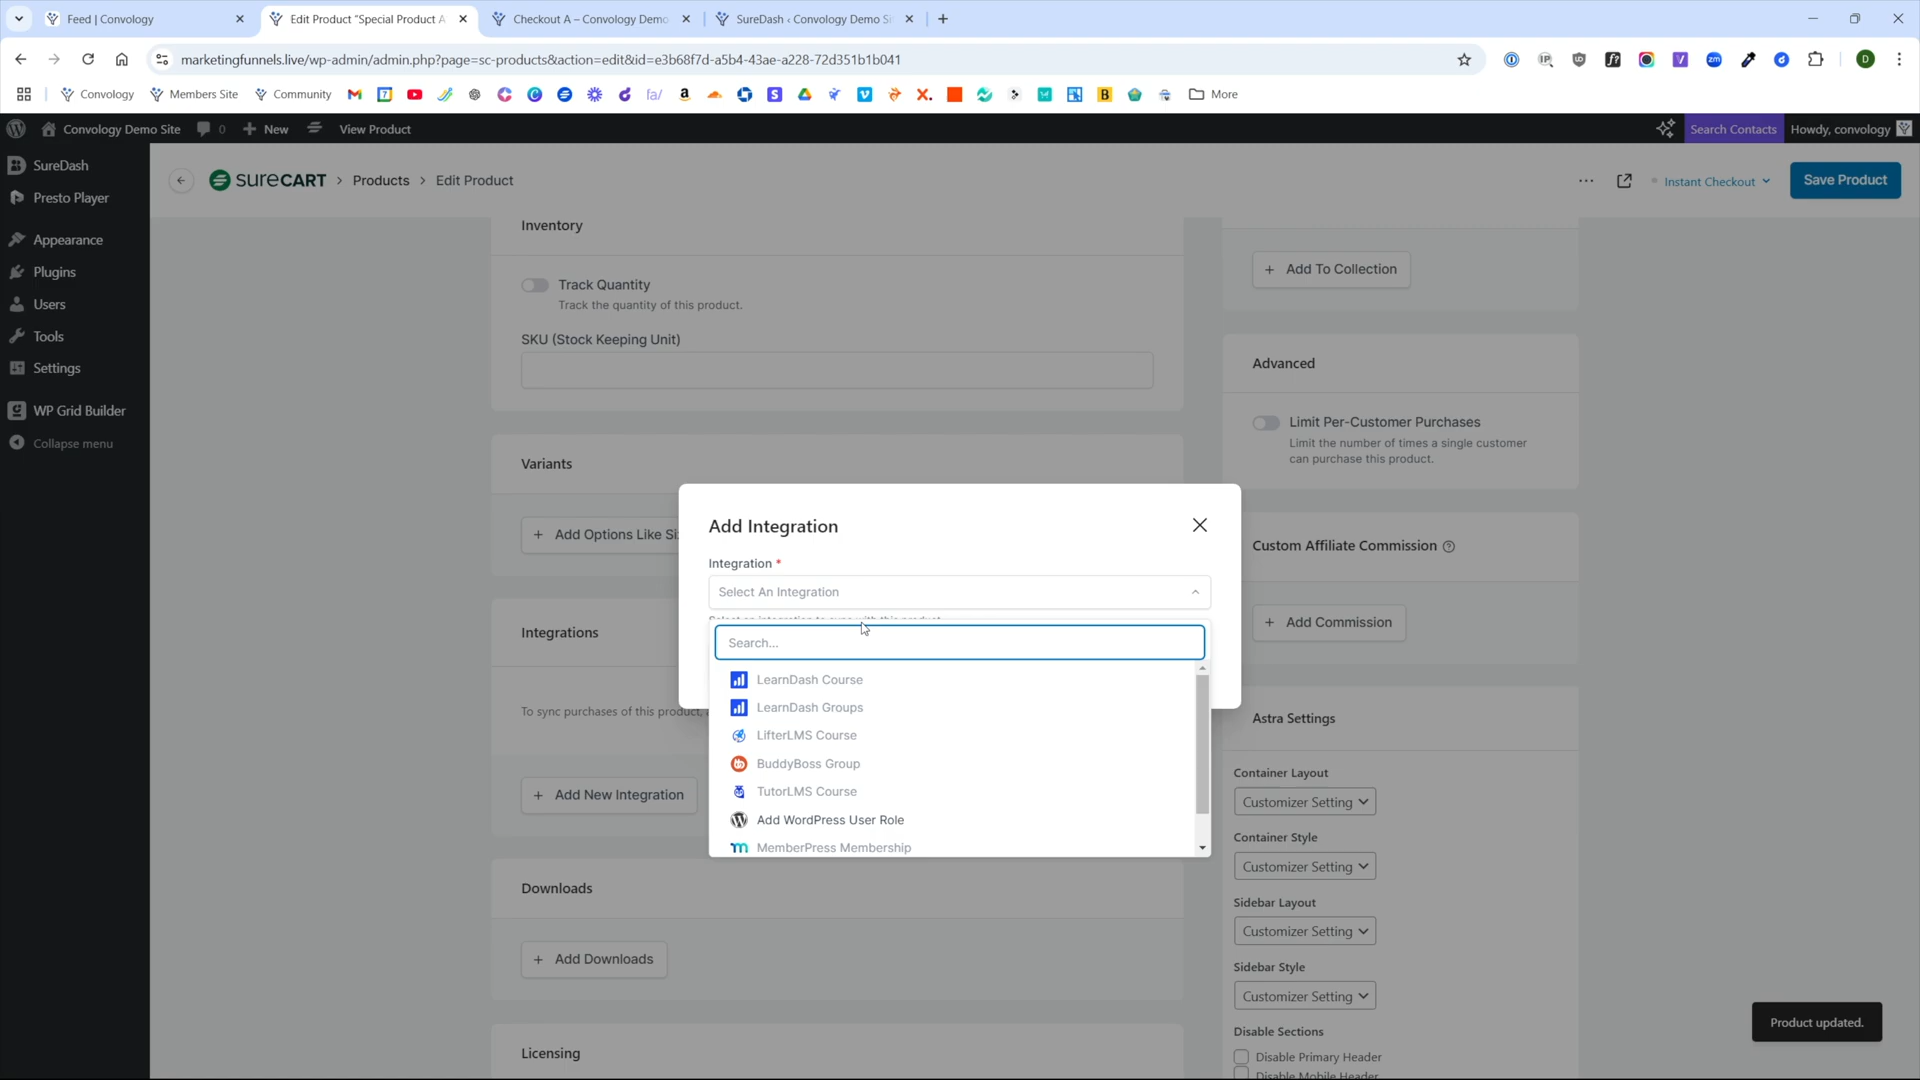 Feed | Convology
Edit Product "Special Product A
Checkout A – Convology Demo
SureDash ‹ Convology Demo Si
marketingfunnels.live/wp-admin/admin.php?page=sc-products&action=edit&id=e3b68f7d-a5b4-43ae-a228-72d351b1b041
Convology
Members Site
Community
More
Convology Demo Site
0
New
View Product
Search Contacts
Howdy, convology
SureDash
Presto Player
Appearance
Plugins
Users
Tools
Settings
WP Grid Builder
Collapse menu
SURECART
Products
Edit Product
Instant Checkout
Save Product
Inventory
Track Quantity
Track the quantity of this product.
SKU (Stock Keeping Unit)
Variants
Add Options Like Si
Integrations
To sync purchases of this product,
Add New Integration
Downloads
Add Downloads
Licensing
Add Integration
Integration *
Select An Integration
Select an integration to sync with this product
Search...
LearnDash Course
LearnDash Groups
LifterLMS Course
BuddyBoss Group
TutorLMS Course
Add WordPress User Role
MemberPress Membership
Add To Collection
Advanced
Limit Per-Customer Purchases
Limit the number of times a single customer
can purchase this product.
Custom Affiliate Commission
Add Commission
Astra Settings
Container Layout
Customizer Setting
Container Style
Customizer Setting
Sidebar Layout
Customizer Setting
Sidebar Style
Customizer Setting
Disable Sections
Disable Primary Header
Disable Mobile Header
Product updated.